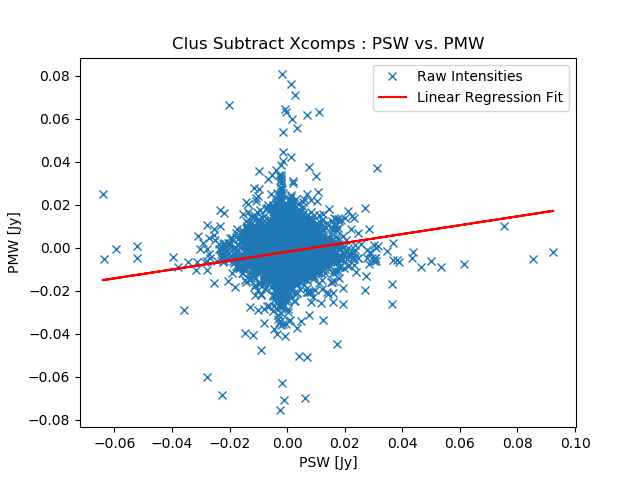 Clus Subtract Xcomps : PSW vs. PMW
Raw Intensities
Linear Regression Fit
PMW [Jy]
0.08
0.06
0.04
0.02
0.00
−0.02
−0.04
−0.06
−0.08
−0.06 −0.04 −0.02 0.00 0.02 0.04 0.06 0.08 0.10
PSW [Jy]